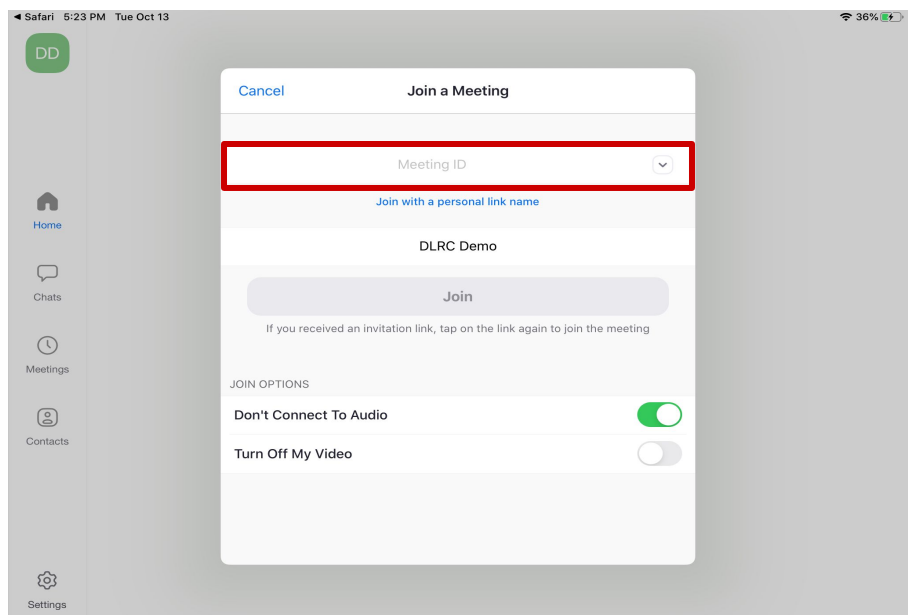 Safari 5:23 PM Tue Oct 13
36%
DD
Cancel
Join a Meeting
Meeting ID
Join with a personal link name
Home
DLRC Demo
Chats
Join
If you received an invitation link, tap on the link again to join the meeting
Meetings
JOIN OPTIONS
Don't Connect To Audio
Contacts
Turn Off My Video
Settings